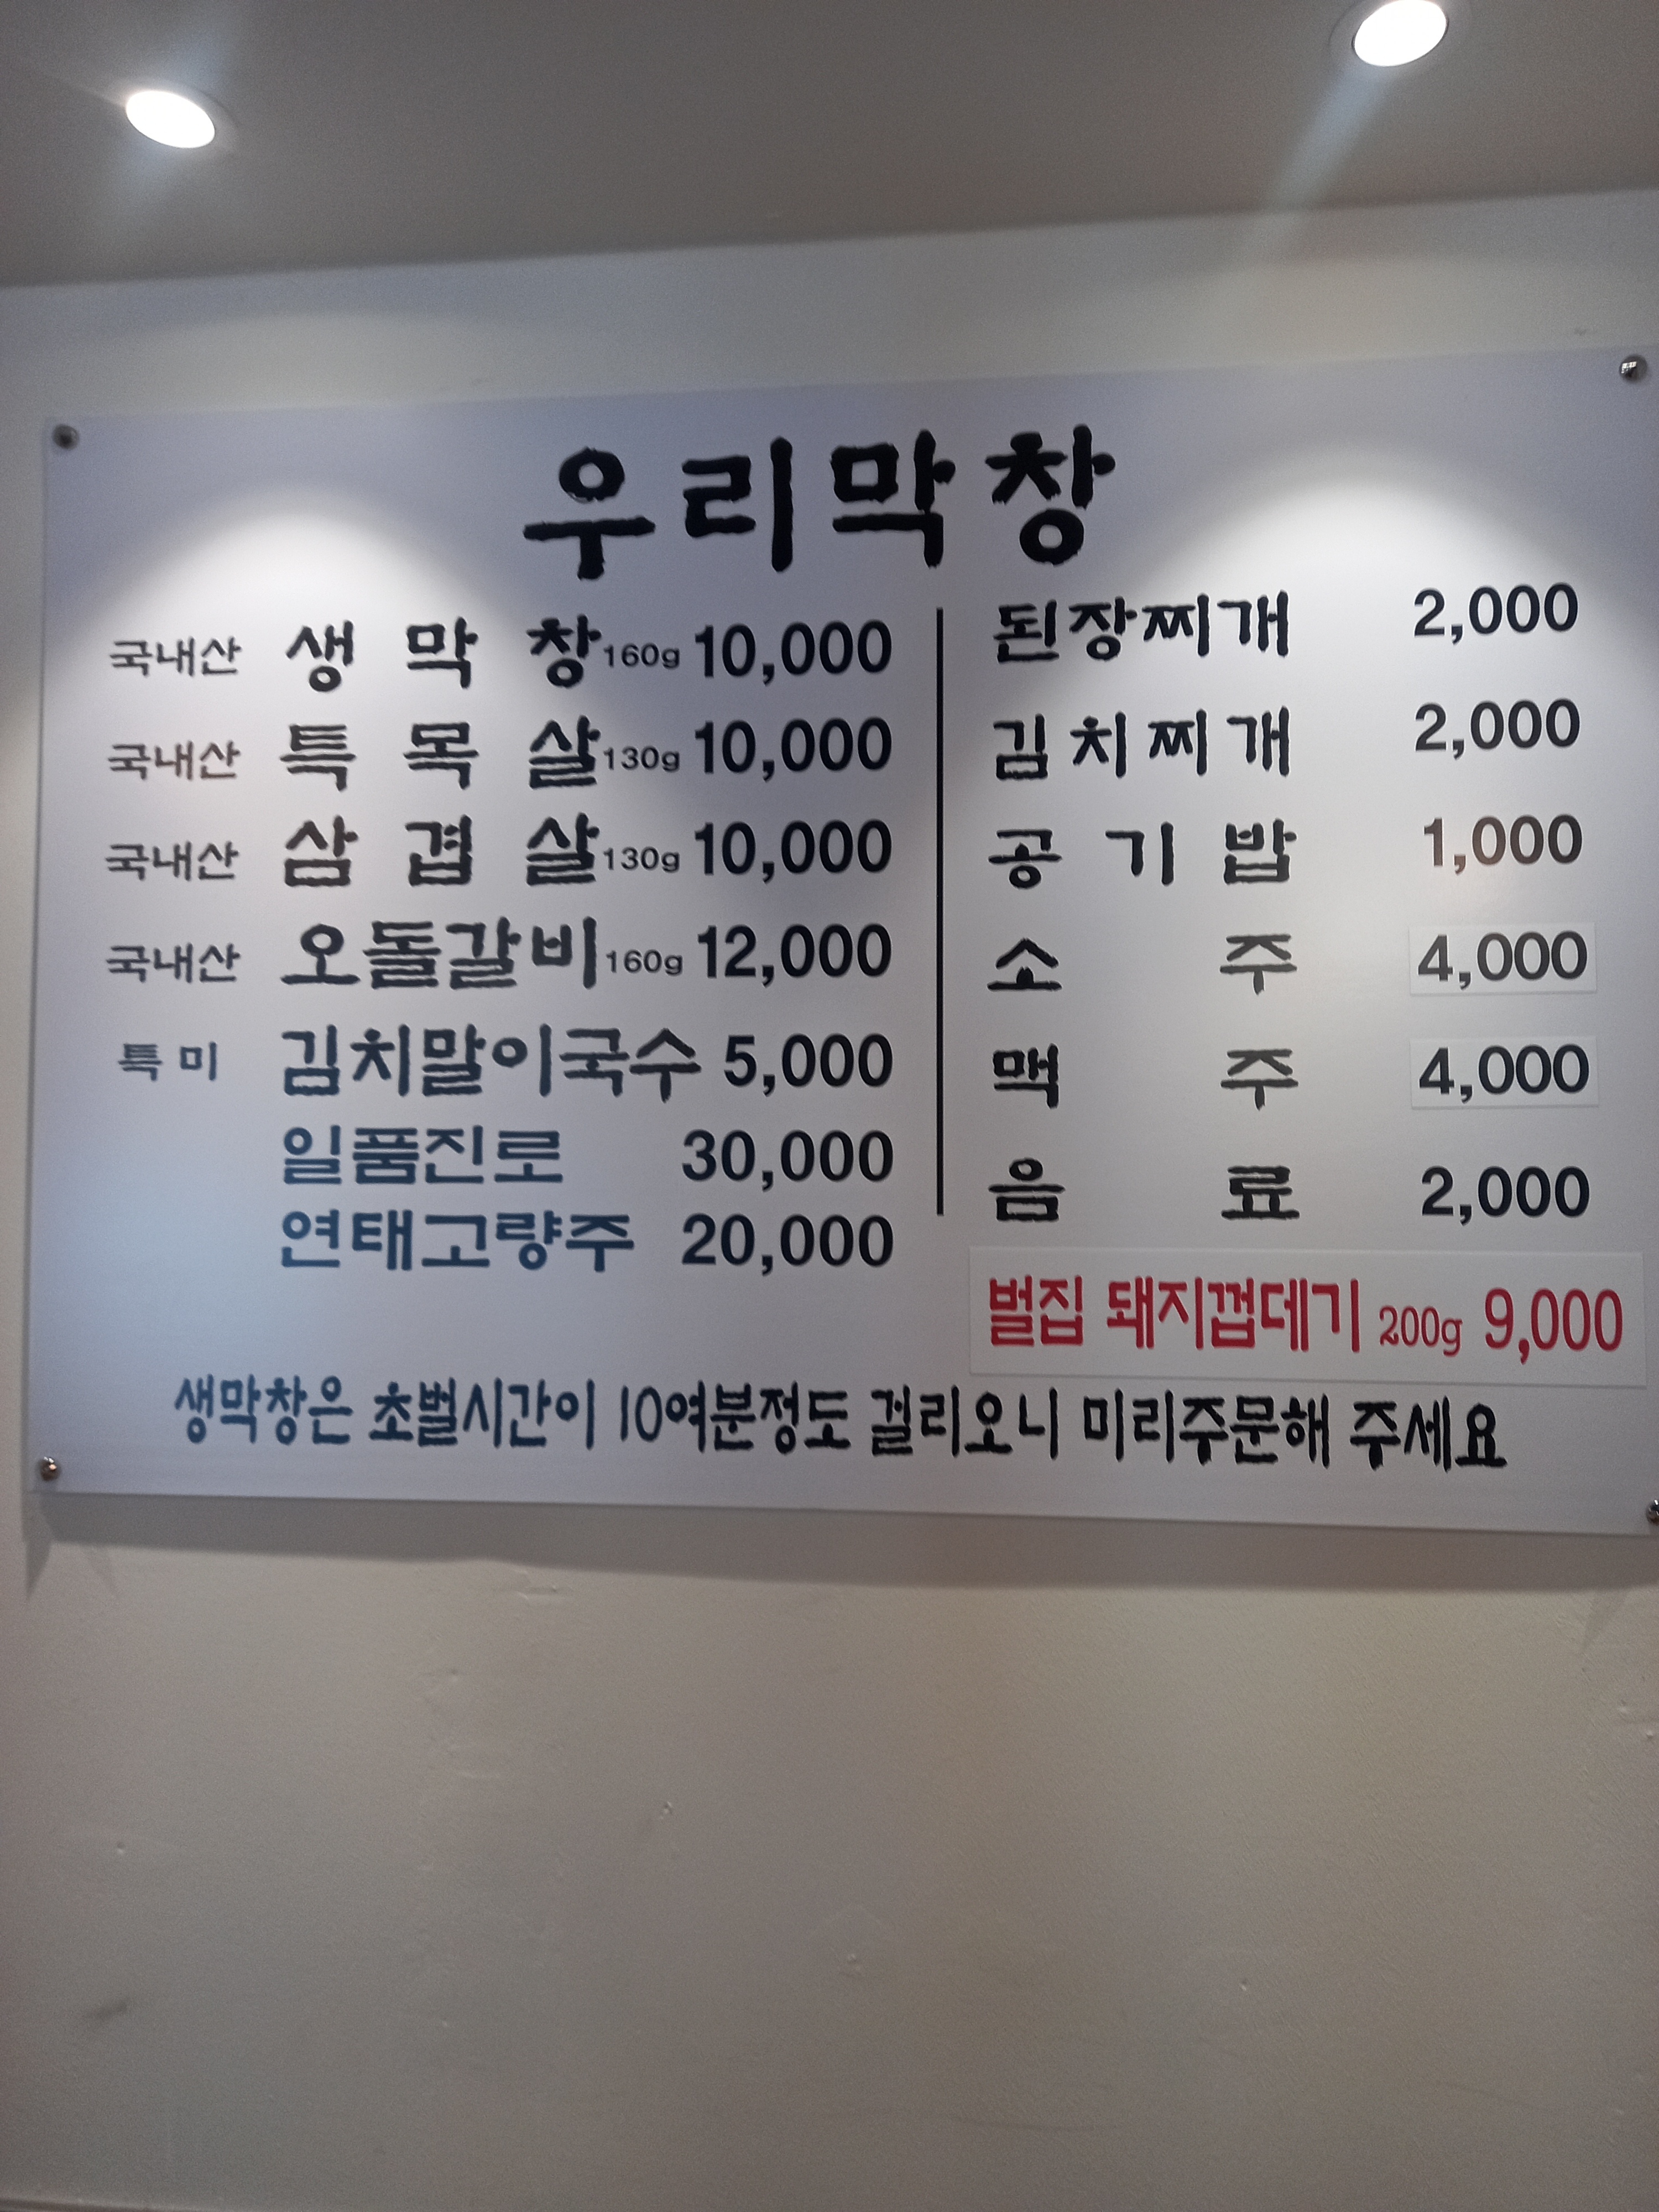 우리막창
국내산 생막창 160g 10,000
국내산 특목살 130g 10,000
국내산 삼겹살 130g 10,000
국내산 오돌갈비 160g 12,000
특미 김치말이국수 5,000
일품진로 30,000
연태고량주 20,000
된장찌개 2,000
김치찌개 2,000
공기밥 1,000
소주 4,000
맥주 4,000
음료 2,000
벌집 돼지껍데기 200g 9,000
생막창은 초벌시간이 10여분정도 걸리오니 미리주문해 주세요